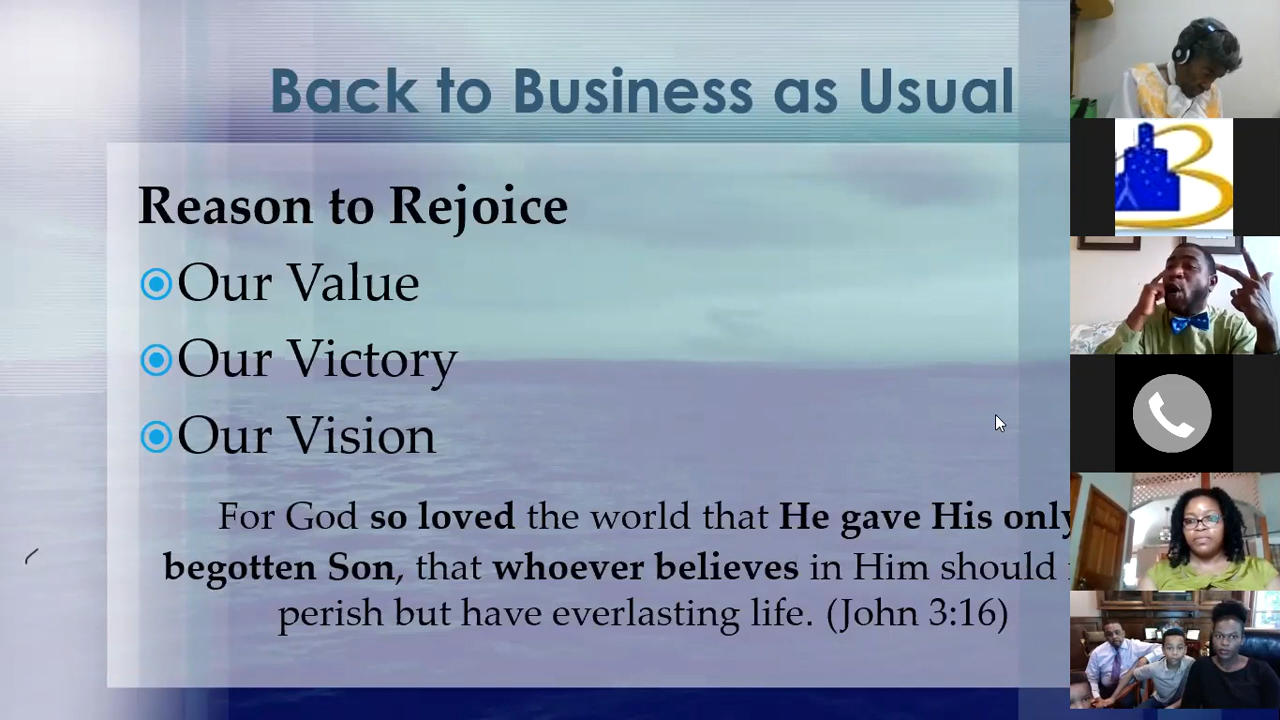 Back to Business as Usual
Reason to Rejoice
Our Value
Our Victory
Our Vision
For God so loved the world that He gave His only
begotten Son, that whoever believes in Him should
perish but have everlasting life. (John 3:16)
B